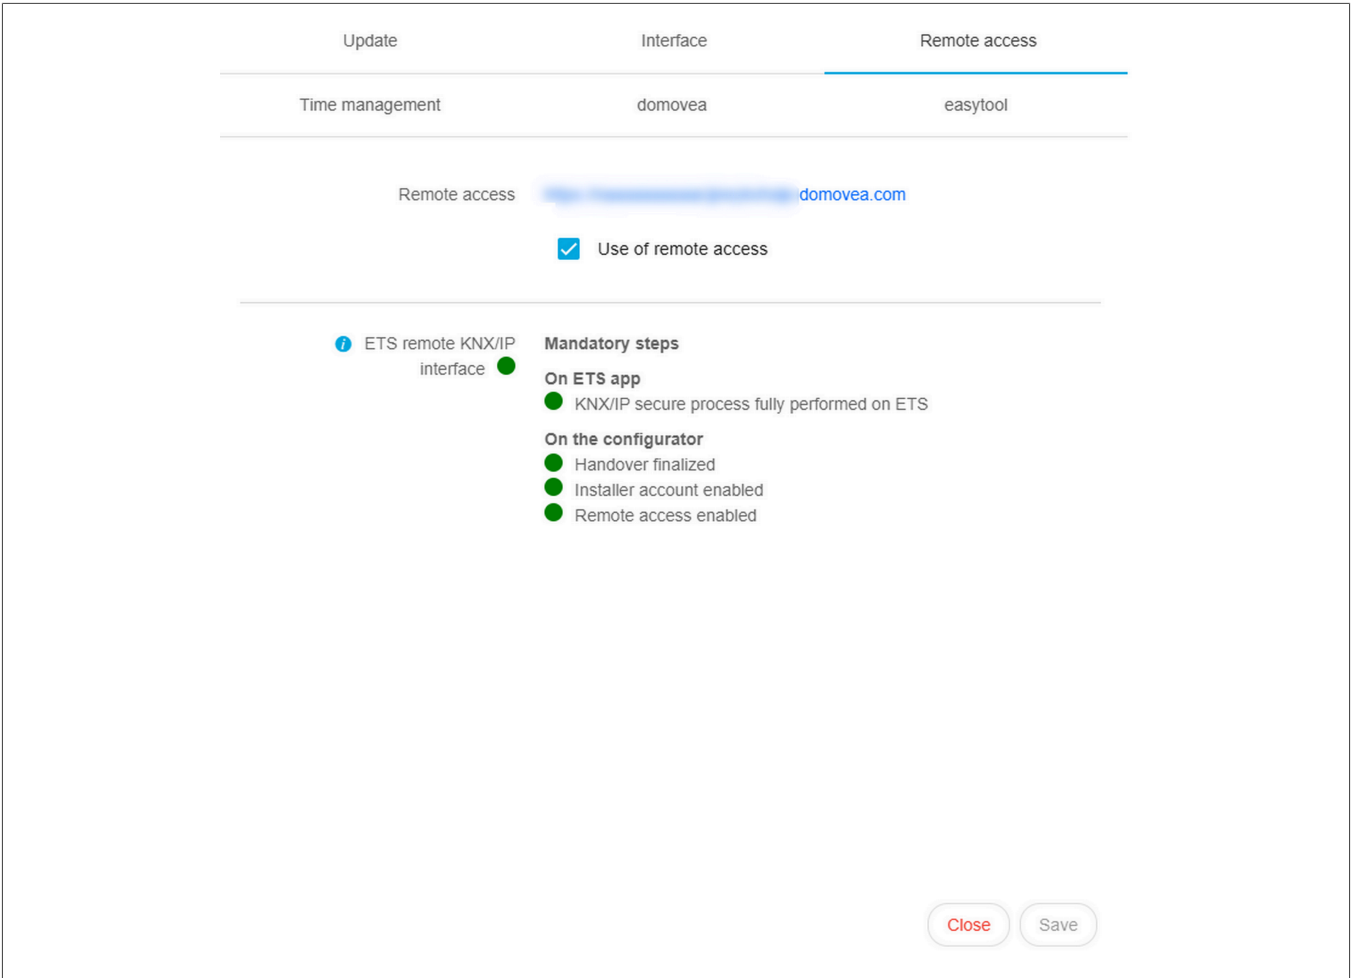 Update Interface Remote access
Time management domovea easytool
Remote access domovea.com
Use of remote access
ETS remote KNX/IP interface
Mandatory steps
On ETS app
KNX/IP secure process fully performed on ETS
On the configurator
Handover finalized
Installer account enabled
Remote access enabled
Close Save